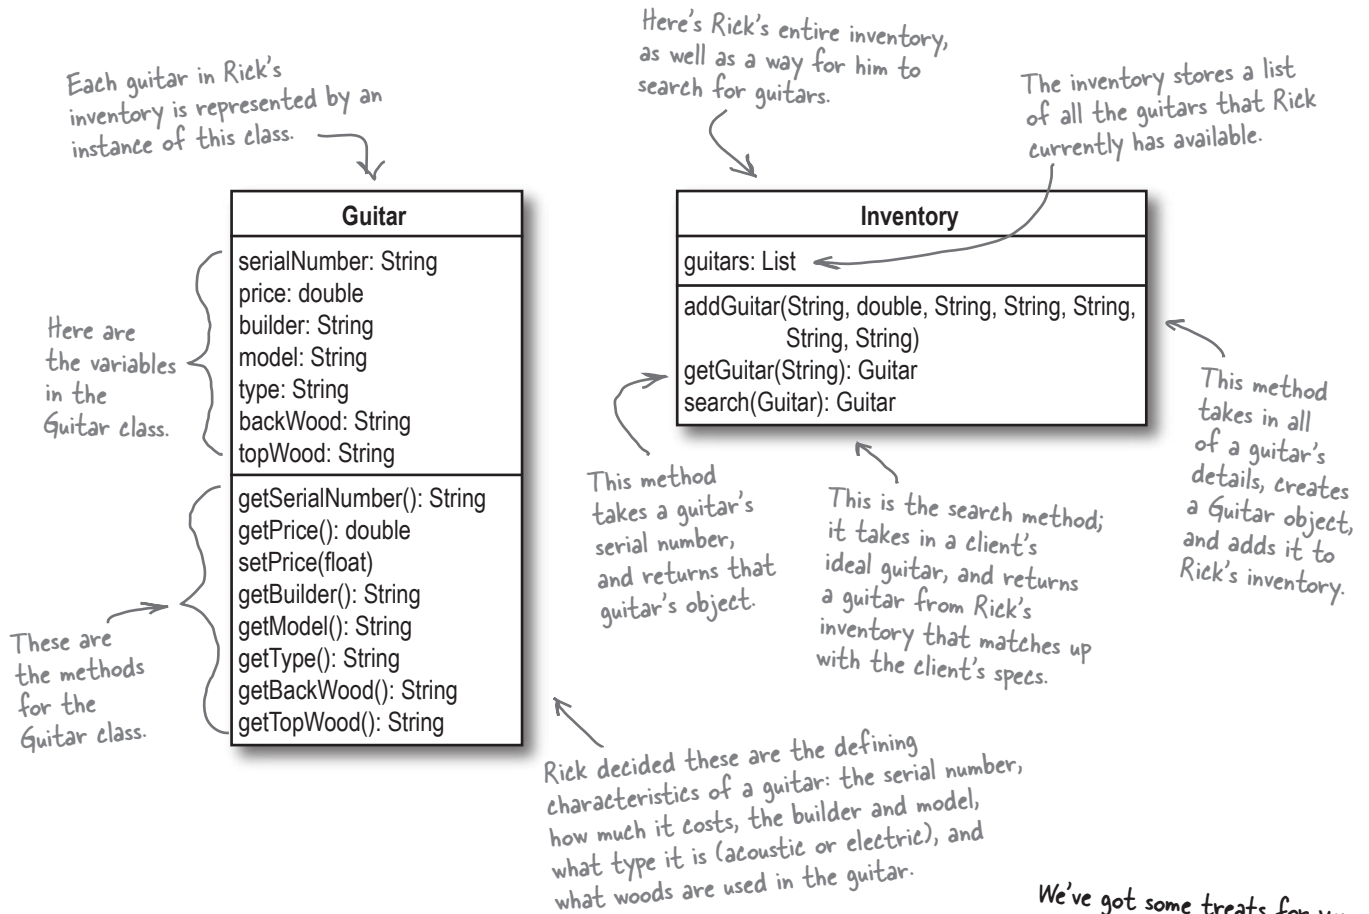 Each guitar in Rick's
inventory is represented by an
instance of this class.
Here's Rick's entire inventory,
as well as a way for him to
search for guitars.
The inventory stores a list
of all the guitars that Rick
currently has available.
Guitar
serialNumber: String
price: double
builder: String
model: String
type: String
backWood: String
topWood: String
getSerialNumber(): String
getPrice(): double
setPrice(float)
getBuilder(): String
getModel(): String
getType(): String
getBackWood(): String
getTopWood(): String
Here are
the variables
in the
Guitar class.
These are
the methods
for the
Guitar class.
Inventory
guitars: List
addGuitar(String, double, String, String, String,
String, String)
getGuitar(String): Guitar
search(Guitar): Guitar
This method
takes a guitar's
serial number,
and returns that
guitar's object.
This is the search method;
it takes in a client's
ideal guitar, and returns
a guitar from Rick's
inventory that matches up
with the client's specs.
This method
takes in all
of a guitar's
details, creates
a Guitar object,
and adds it to
Rick's inventory.
Rick decided these are the defining
characteristics of a guitar: the serial number,
how much it costs, the builder and model,
what type it is (acoustic or electric), and
what woods are used in the guitar.
We've got some treats for